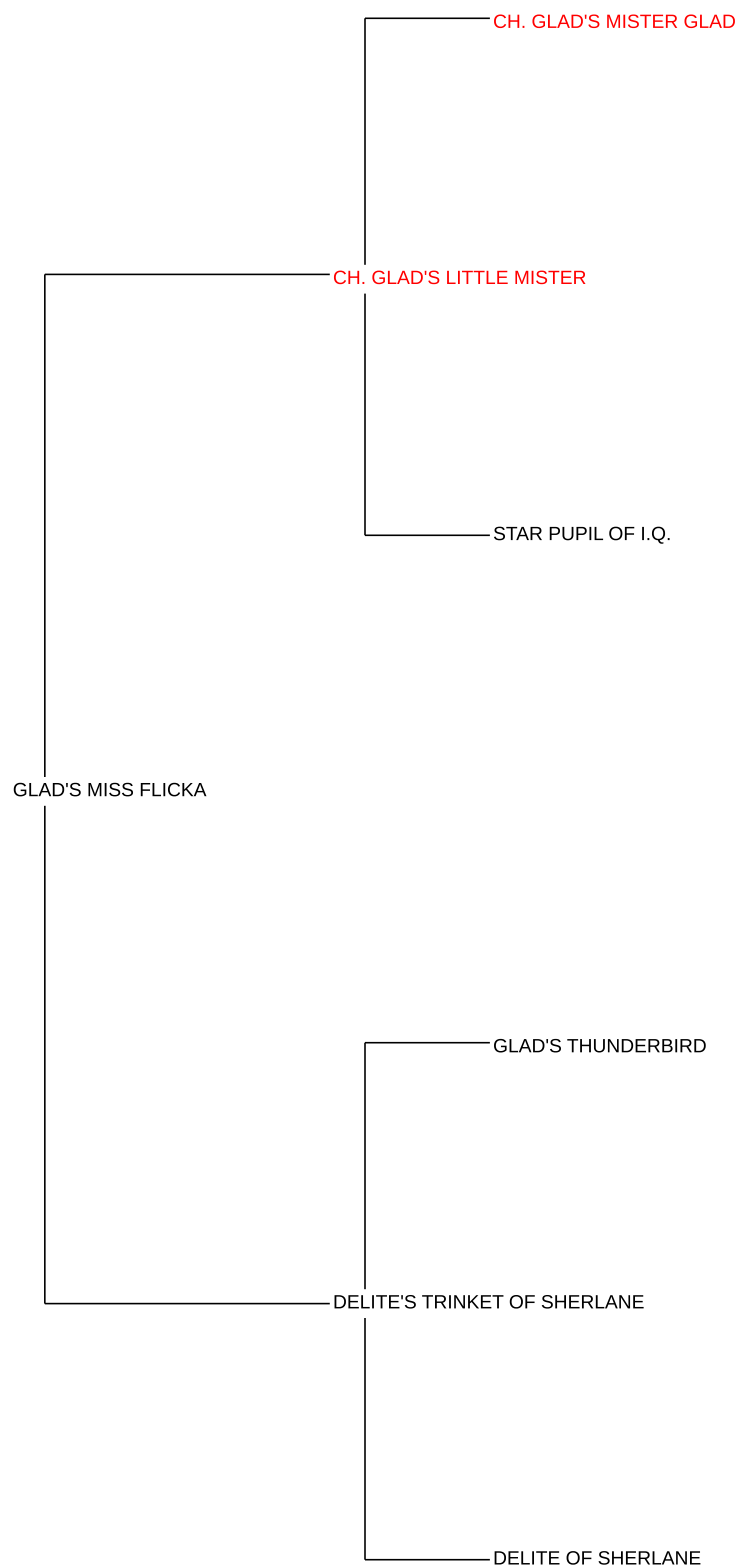 CH. GLAD'S MISTER GLAD
CH. GLAD'S LITTLE MISTER
STAR PUPIL OF I.Q.
GLAD'S MISS FLICKA
GLAD'S THUNDERBIRD
DELITE'S TRINKET OF SHERLANE
DELITE OF SHERLANE